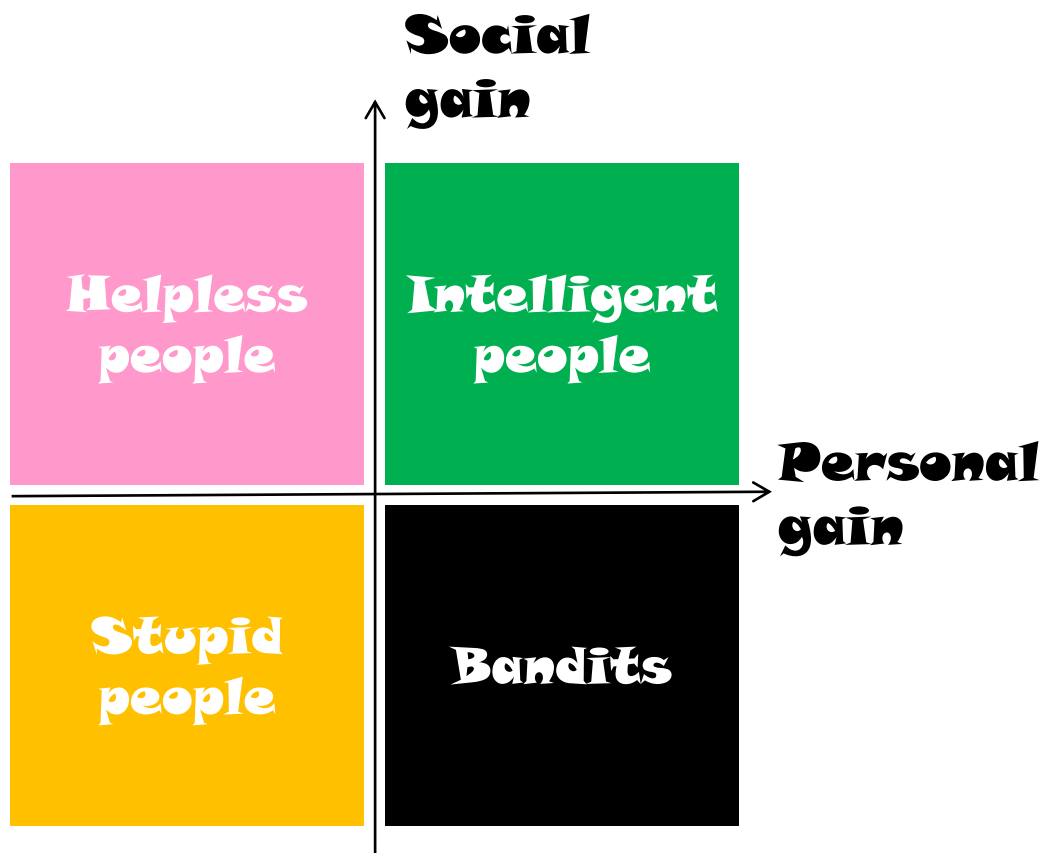 Social
gain
Helpless
people
Intelligent
people
Personal
gain
Stupid
people
Bandits